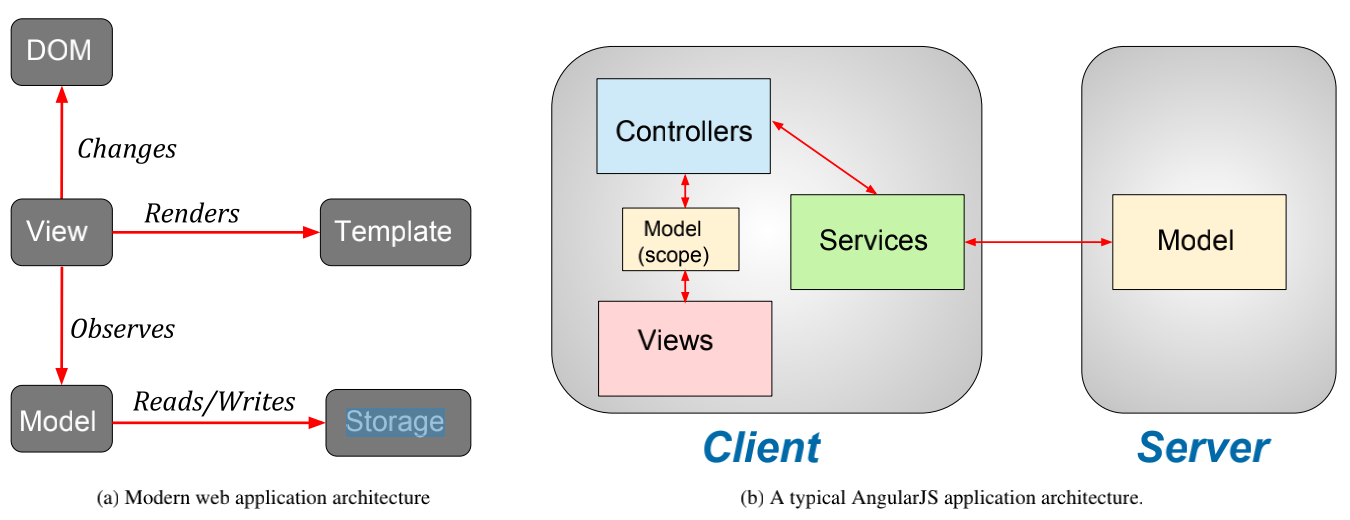 DOM
Changes
View
Renders
Template
Observes
Model
Reads/Writes
Storage
(a) Modern web application architecture
Controllers
Model
(scope)
Views
Services
Model
Client
Server
(b) A typical AngularJS application architecture.